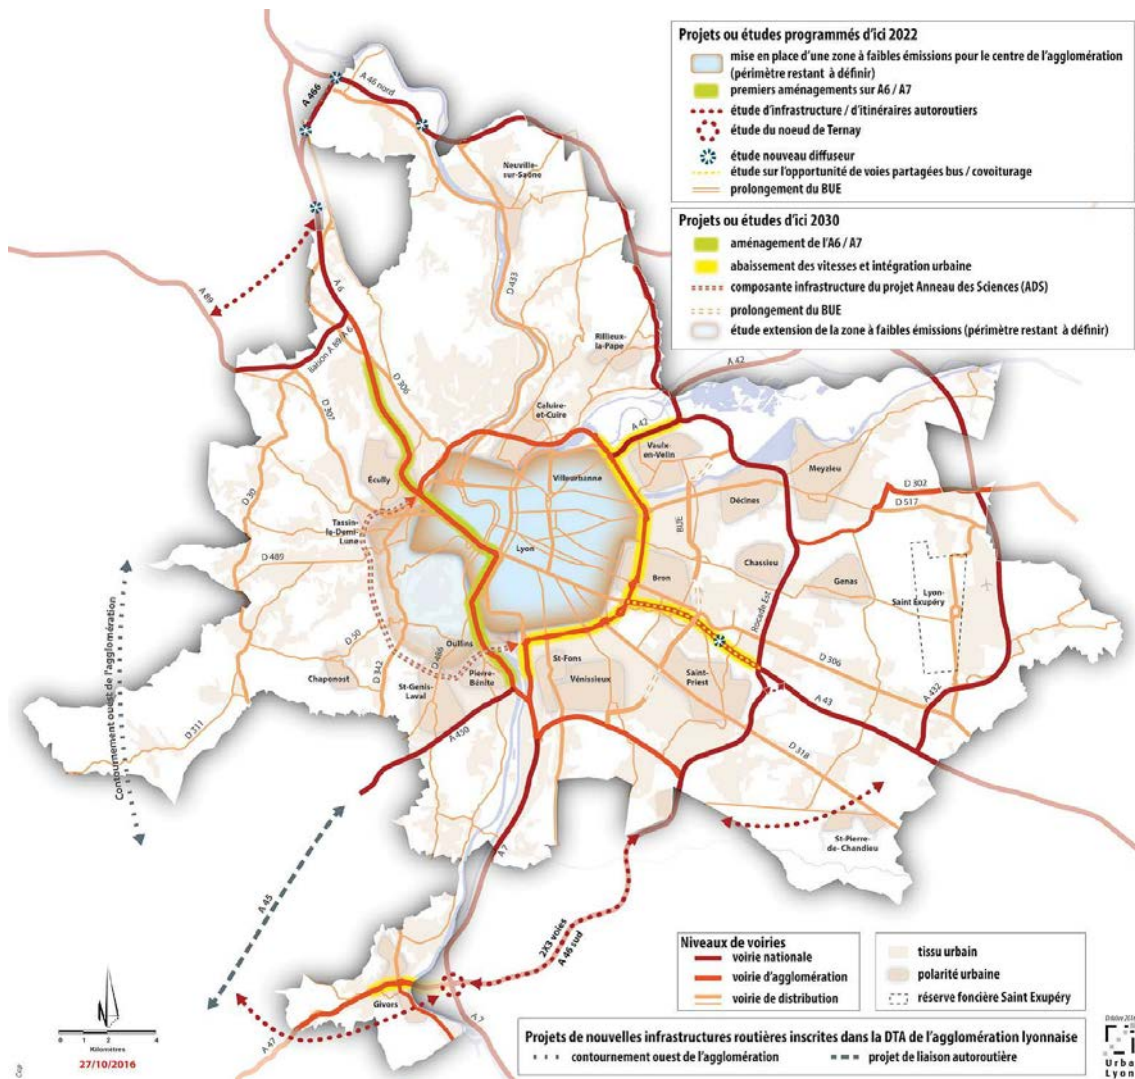 Projets ou études programmés d'ici 2022
mise en place d'une zone à faibles émissions pour le centre de l'agglomération
(périmètre restant à définir)
premiers aménagements sur A6 / A7
étude d'infrastructure / d'itinéraires autoroutiers
étude du noeud de Ternay
étude nouveau diffuseur
étude sur l'opportunité de voies partagées bus / covoiturage
prolongement du BUE
Projets ou études d'ici 2030
aménagement de l'A6 / A7
abaissement des vitesses et intégration urbaine
composante infrastructure du projet Anneau des Sciences (ADS)
prolongement du BUE
étude extension de la zone à faibles émissions (périmètre restant à définir)
A 46 nord
A 466
Neuville-
sur-Saône
D 433
A 89
A 6
Liaison A 89/A 6
D 306
D 307
Rillieux-
la-Pape
A 42
Caluire-
et-Cuire
A 42
Vaulx-
en-Velin
Villeurbanne
Meyzieu
Écully
Décines
D 302
D 517
D 30
Tassin-
la-Demi-
Lune
D 489
Lyon
BUE
Bron
Chassieu
Genas
Lyon-
Saint Exupéry
Rocade Est
Contournement ouest de l'agglomération
D 50
D 342
D 486
Oullins
Chaponost
St-Genis-
Laval
Pierre-
Bénite
St-Fons
Vénissieux
Saint-
Priest
D 306
A 43
A 432
D 311
A 450
D 318
St-Pierre-
de-Chandieu
A 7
A 45
2X3 voies
A 46 sud
Givors
A 47
A 7
Niveaux de voiries
voirie nationale
voirie d'agglomération
voirie de distribution
tissu urbain
polarité urbaine
réserve foncière Saint Exupéry
Projets de nouvelles infrastructures routières inscrites dans la DTA de l'agglomération lyonnaise
contournement ouest de l'agglomération
projet de liaison autoroutière
N
0 2 4
Kilomètres
27/10/2016
Octobre 2016
Urba
Lyon